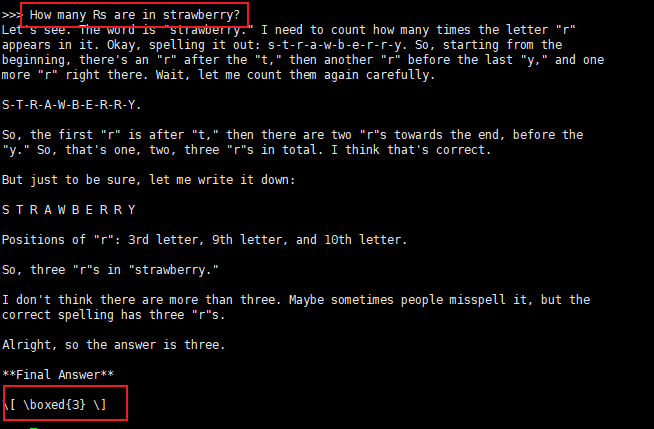 >>> How many Rs are in strawberry?
Let's see. The word is "strawberry." I need to count how many times the letter "r"
appears in it. Okay, spelling it out: s-t-r-a-w-b-e-r-r-y. So, starting from the
beginning, there's an "r" after the "t," then another "r" before the last "y," and one
more "r" right there. Wait, let me count them again carefully.
S-T-R-A-W-B-E-R-R-Y.
So, the first "r" is after "t," then there are two "r"s towards the end, before the
"y." So, that's one, two, three "r"s in total. I think that's correct.
But just to be sure, let me write it down:
S T R A W B E R R Y
Positions of "r": 3rd letter, 9th letter, and 10th letter.
So, three "r"s in "strawberry."
I don't think there are more than three. Maybe sometimes people misspell it, but the
correct spelling has three "r"s.
Alright, so the answer is three.
**Final Answer**
\[ \boxed{3} \]